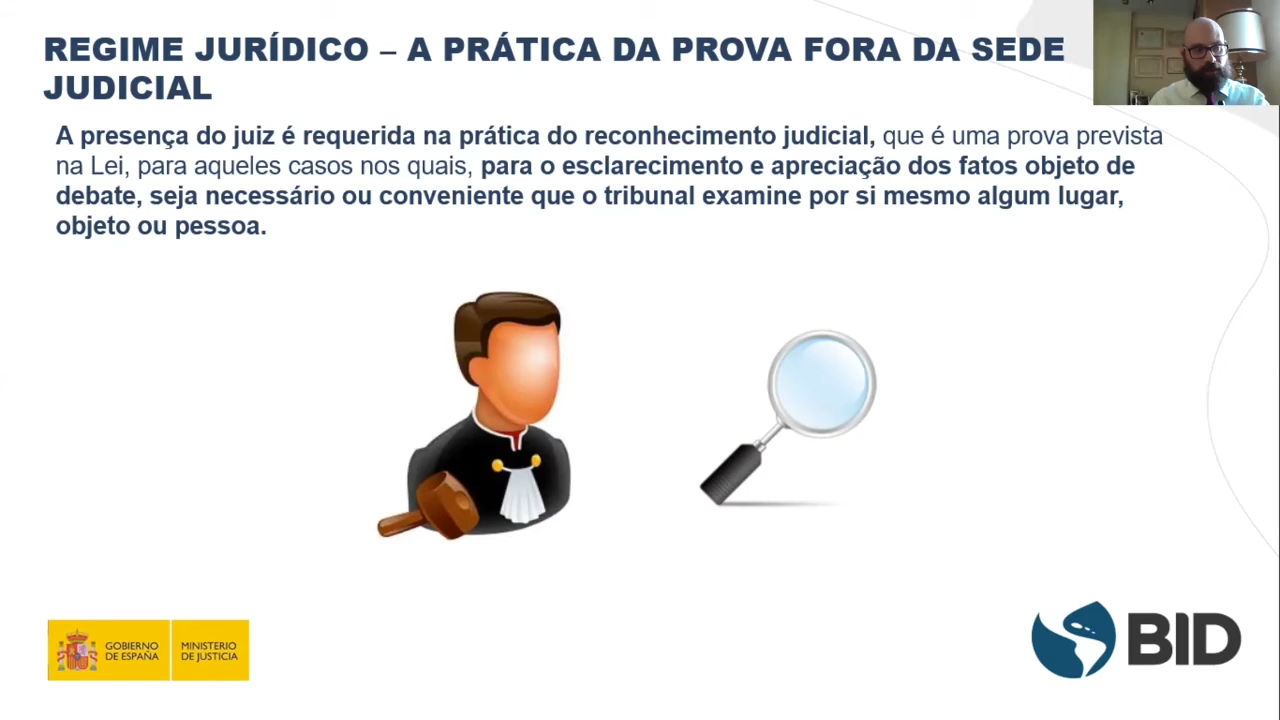 REGIME JURÍDICO – A PRÁTICA DA PROVA FORA DA SEDE
JUDICIAL
A presença do juiz é requerida na prática do reconhecimento judicial, que é uma prova prevista
na Lei, para aqueles casos nos quais, para o esclarecimento e apreciação dos fatos objeto de
debate, seja necessário ou conveniente que o tribunal examine por si mesmo algum lugar,
objeto ou pessoa.
GOBIERNO
DE ESPAÑA
MINISTERIO
DE JUSTICIA
BID